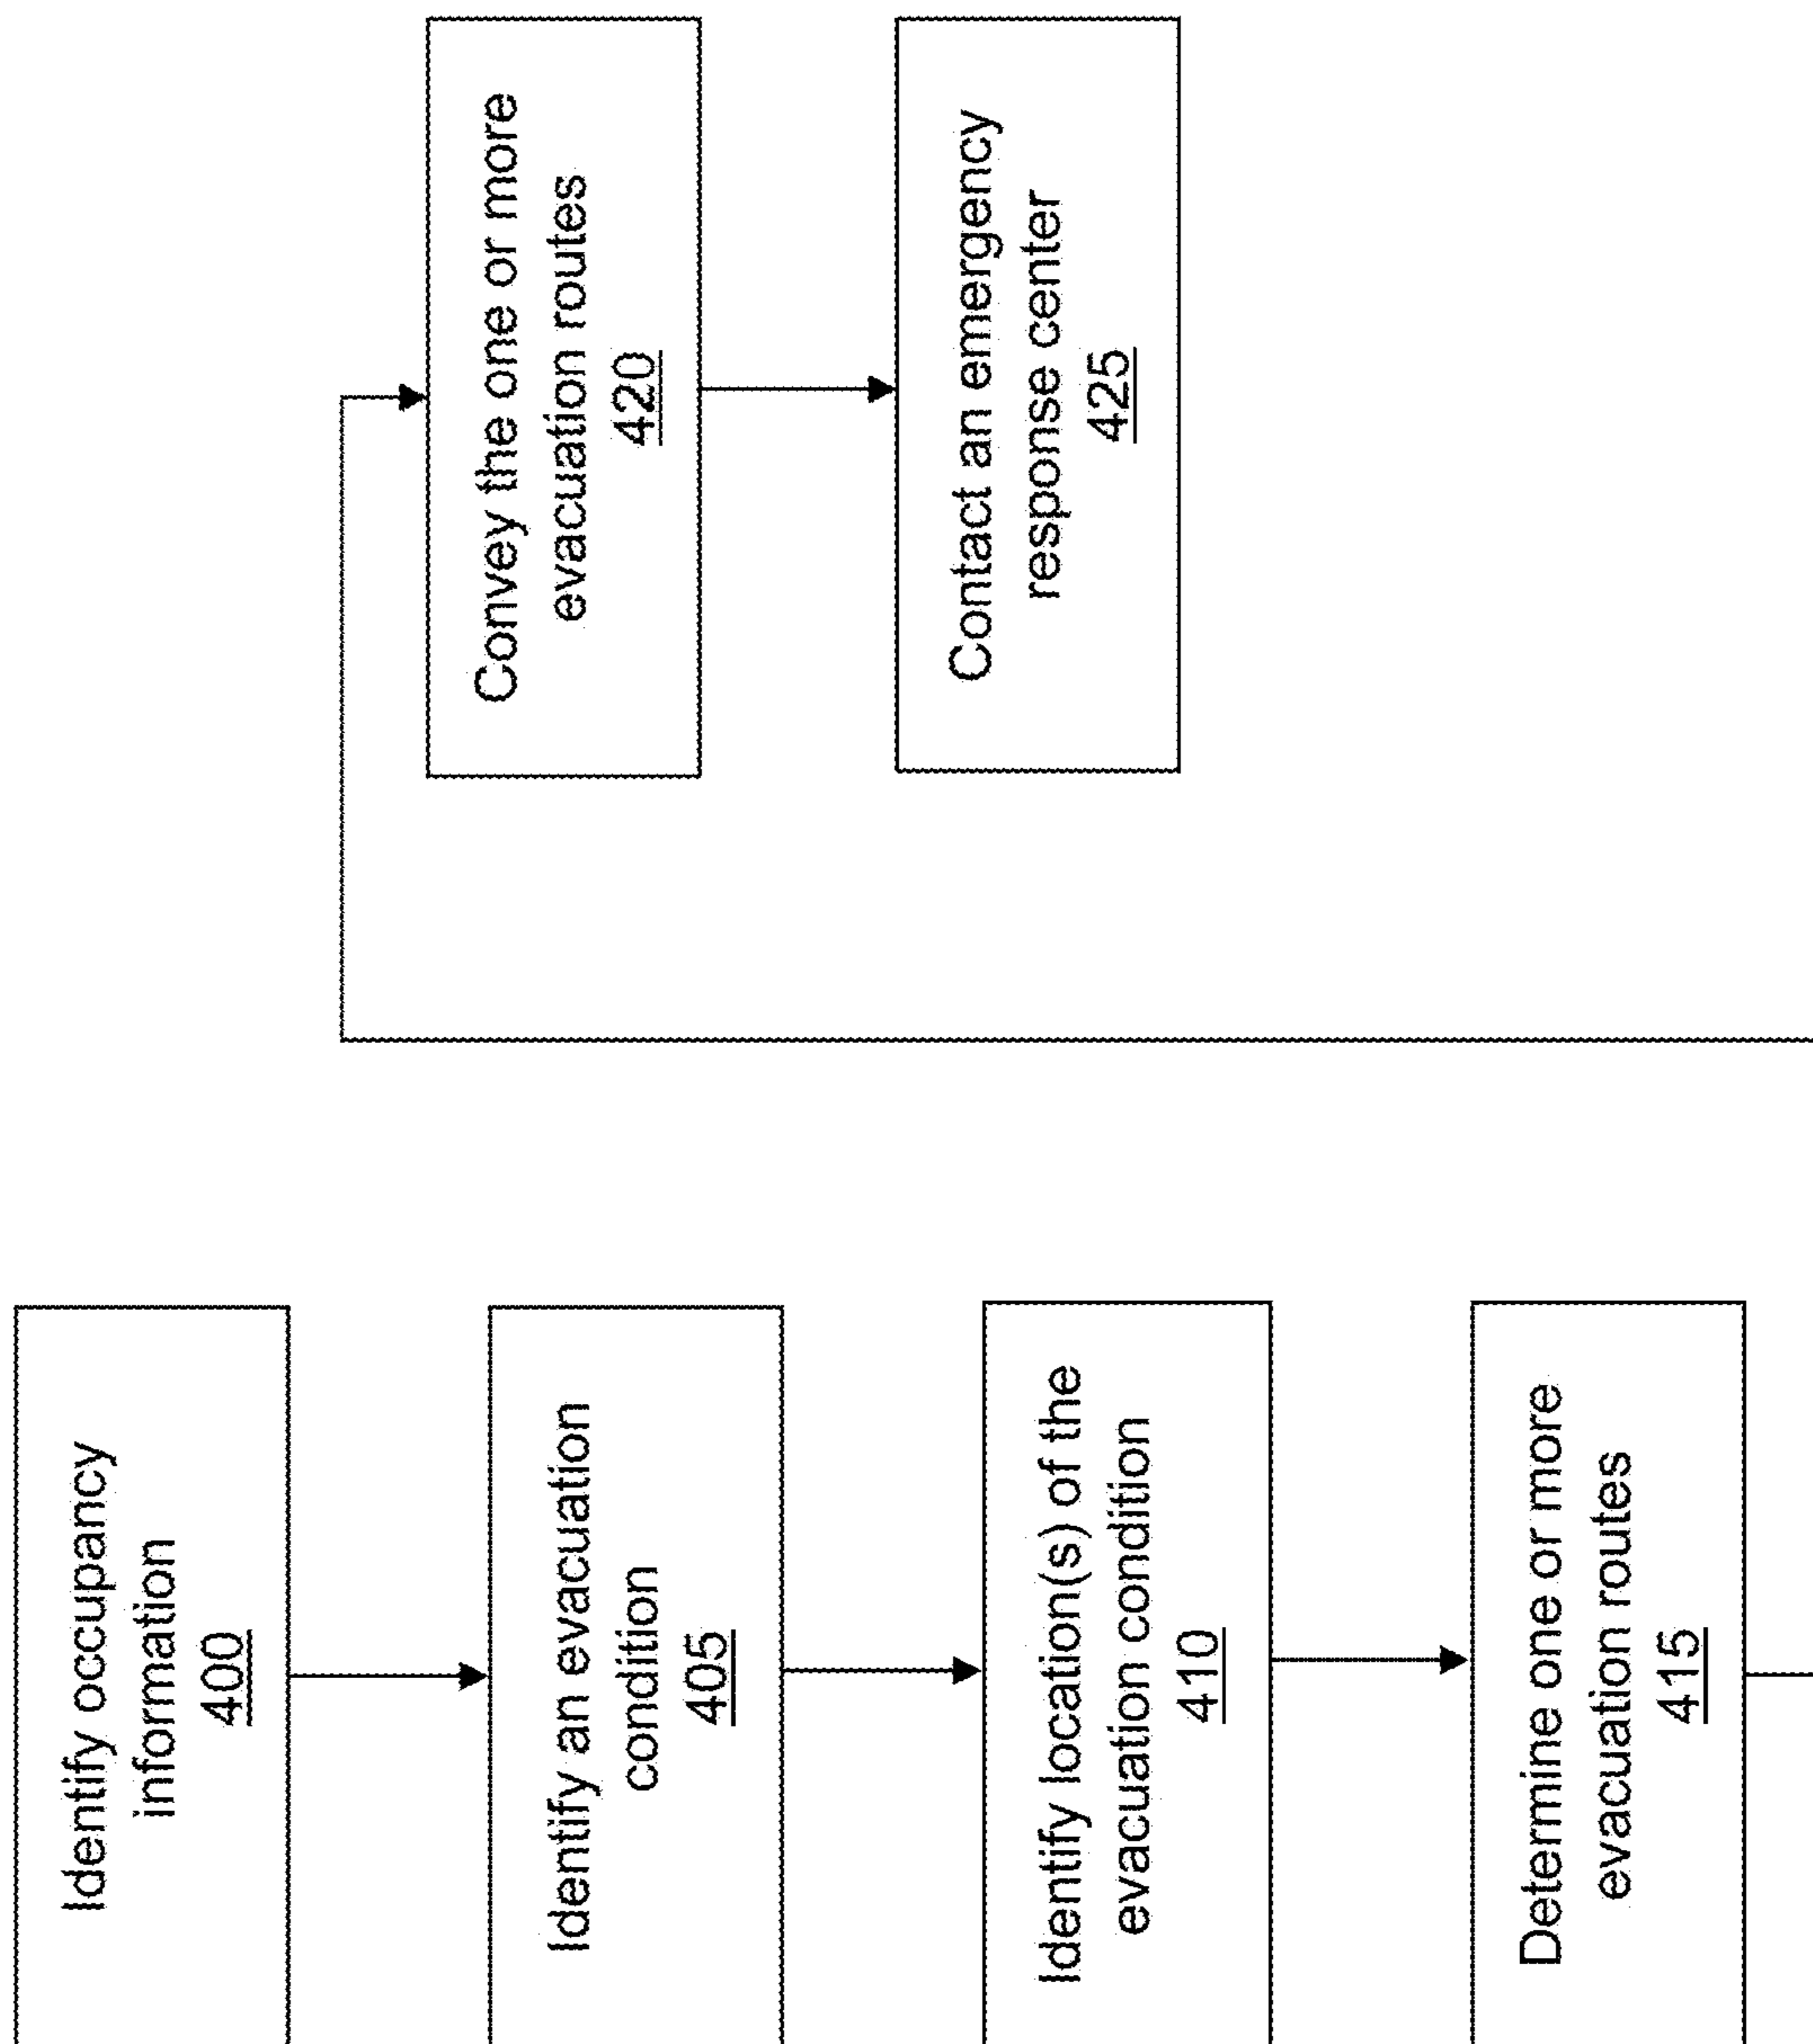 Identify occupancy
information
400
Identify an evacuation
condition
405
Identify location(s) of the
evacuation condition
410
Determine one or more
evacuation routes
415
Convey the one or more
evacuation routes
420
Contact an emergency
response center
425